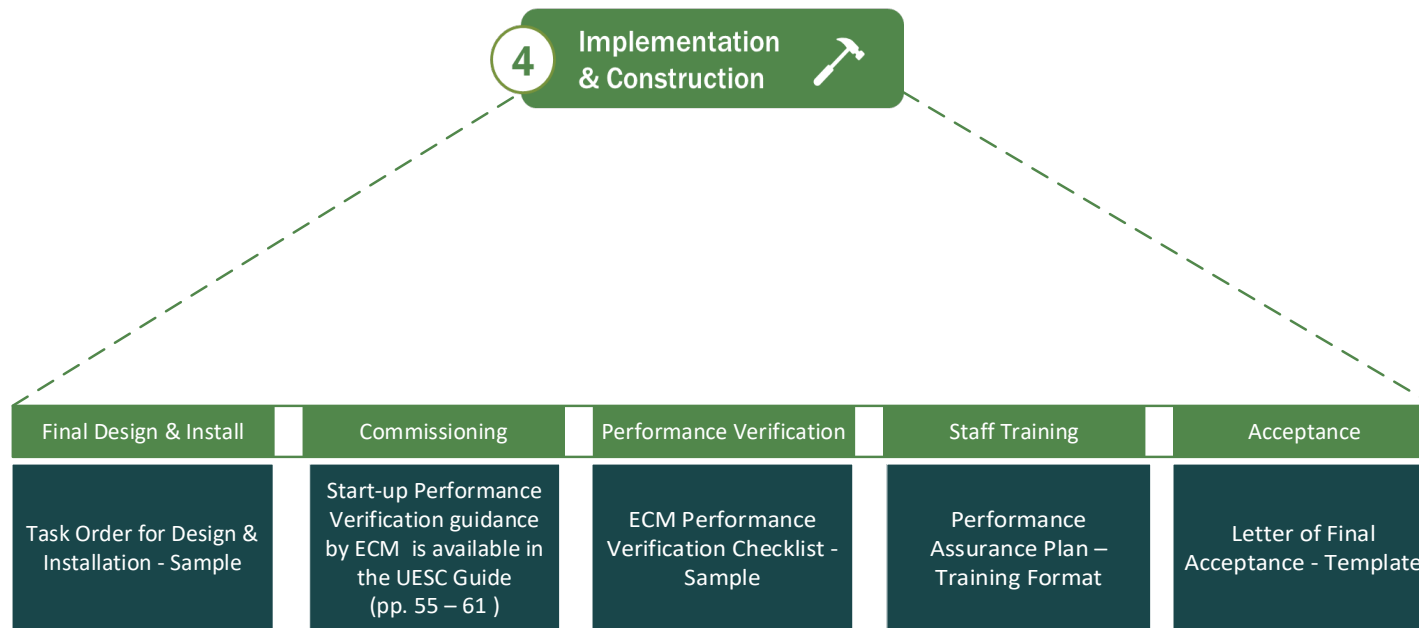 4
Implementation
& Construction
Final Design & Install
Commissioning
Performance Verification
Staff Training
Acceptance
Task Order for Design &
Installation - Sample
Start-up Performance
Verification guidance
by ECM is available in
the UESC Guide
(pp. 55 – 61 )
ECM Performance
Verification Checklist -
Sample
Performance
Assurance Plan –
Training Format
Letter of Final
Acceptance - Template